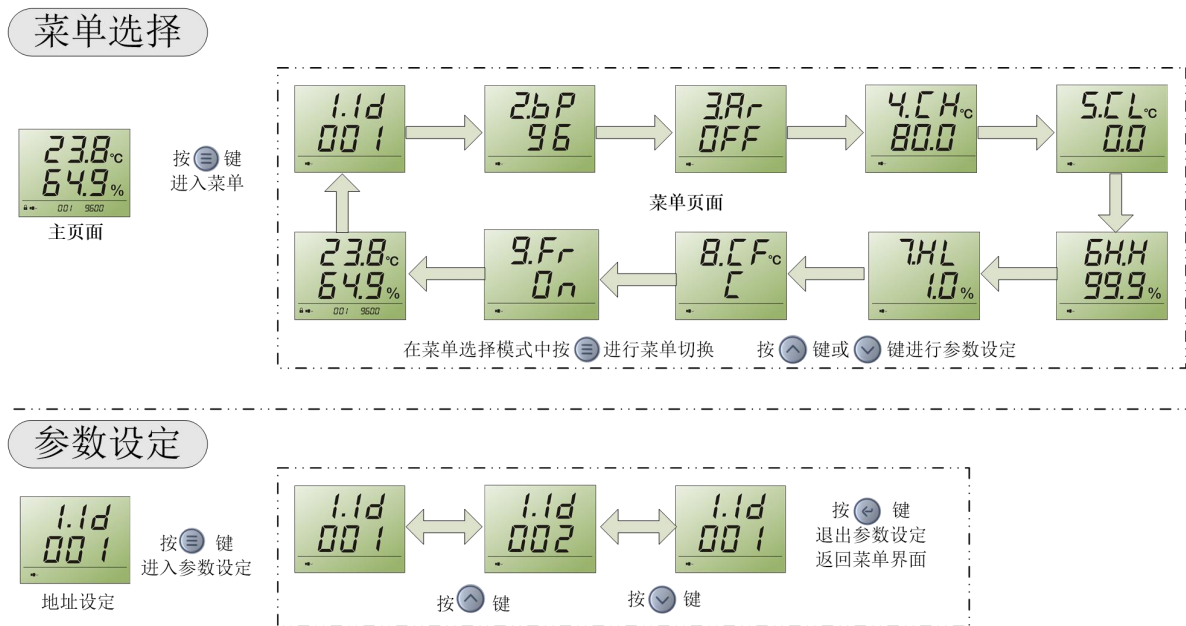 菜单选择
23.8℃
64.9%
001 9600
主页面
按 键
进入菜单
1.Id
001
2.bP
96
3.Ar
OFF
4.CH℃
80.0
5.CL℃
0.0
菜单页面
23.8℃
64.9%
001 9600
9.Fr
On
8.CF℃
C
7.HL
1.0%
6.H.H
99.9%
在菜单选择模式中按 进行菜单切换
按 键或 键进行参数设定
参数设定
1.Id
001
地址设定
按 键
进入参数设定
1.Id
001
1.Id
002
1.Id
001
按 键
按 键
按 键
退出参数设定
返回菜单界面